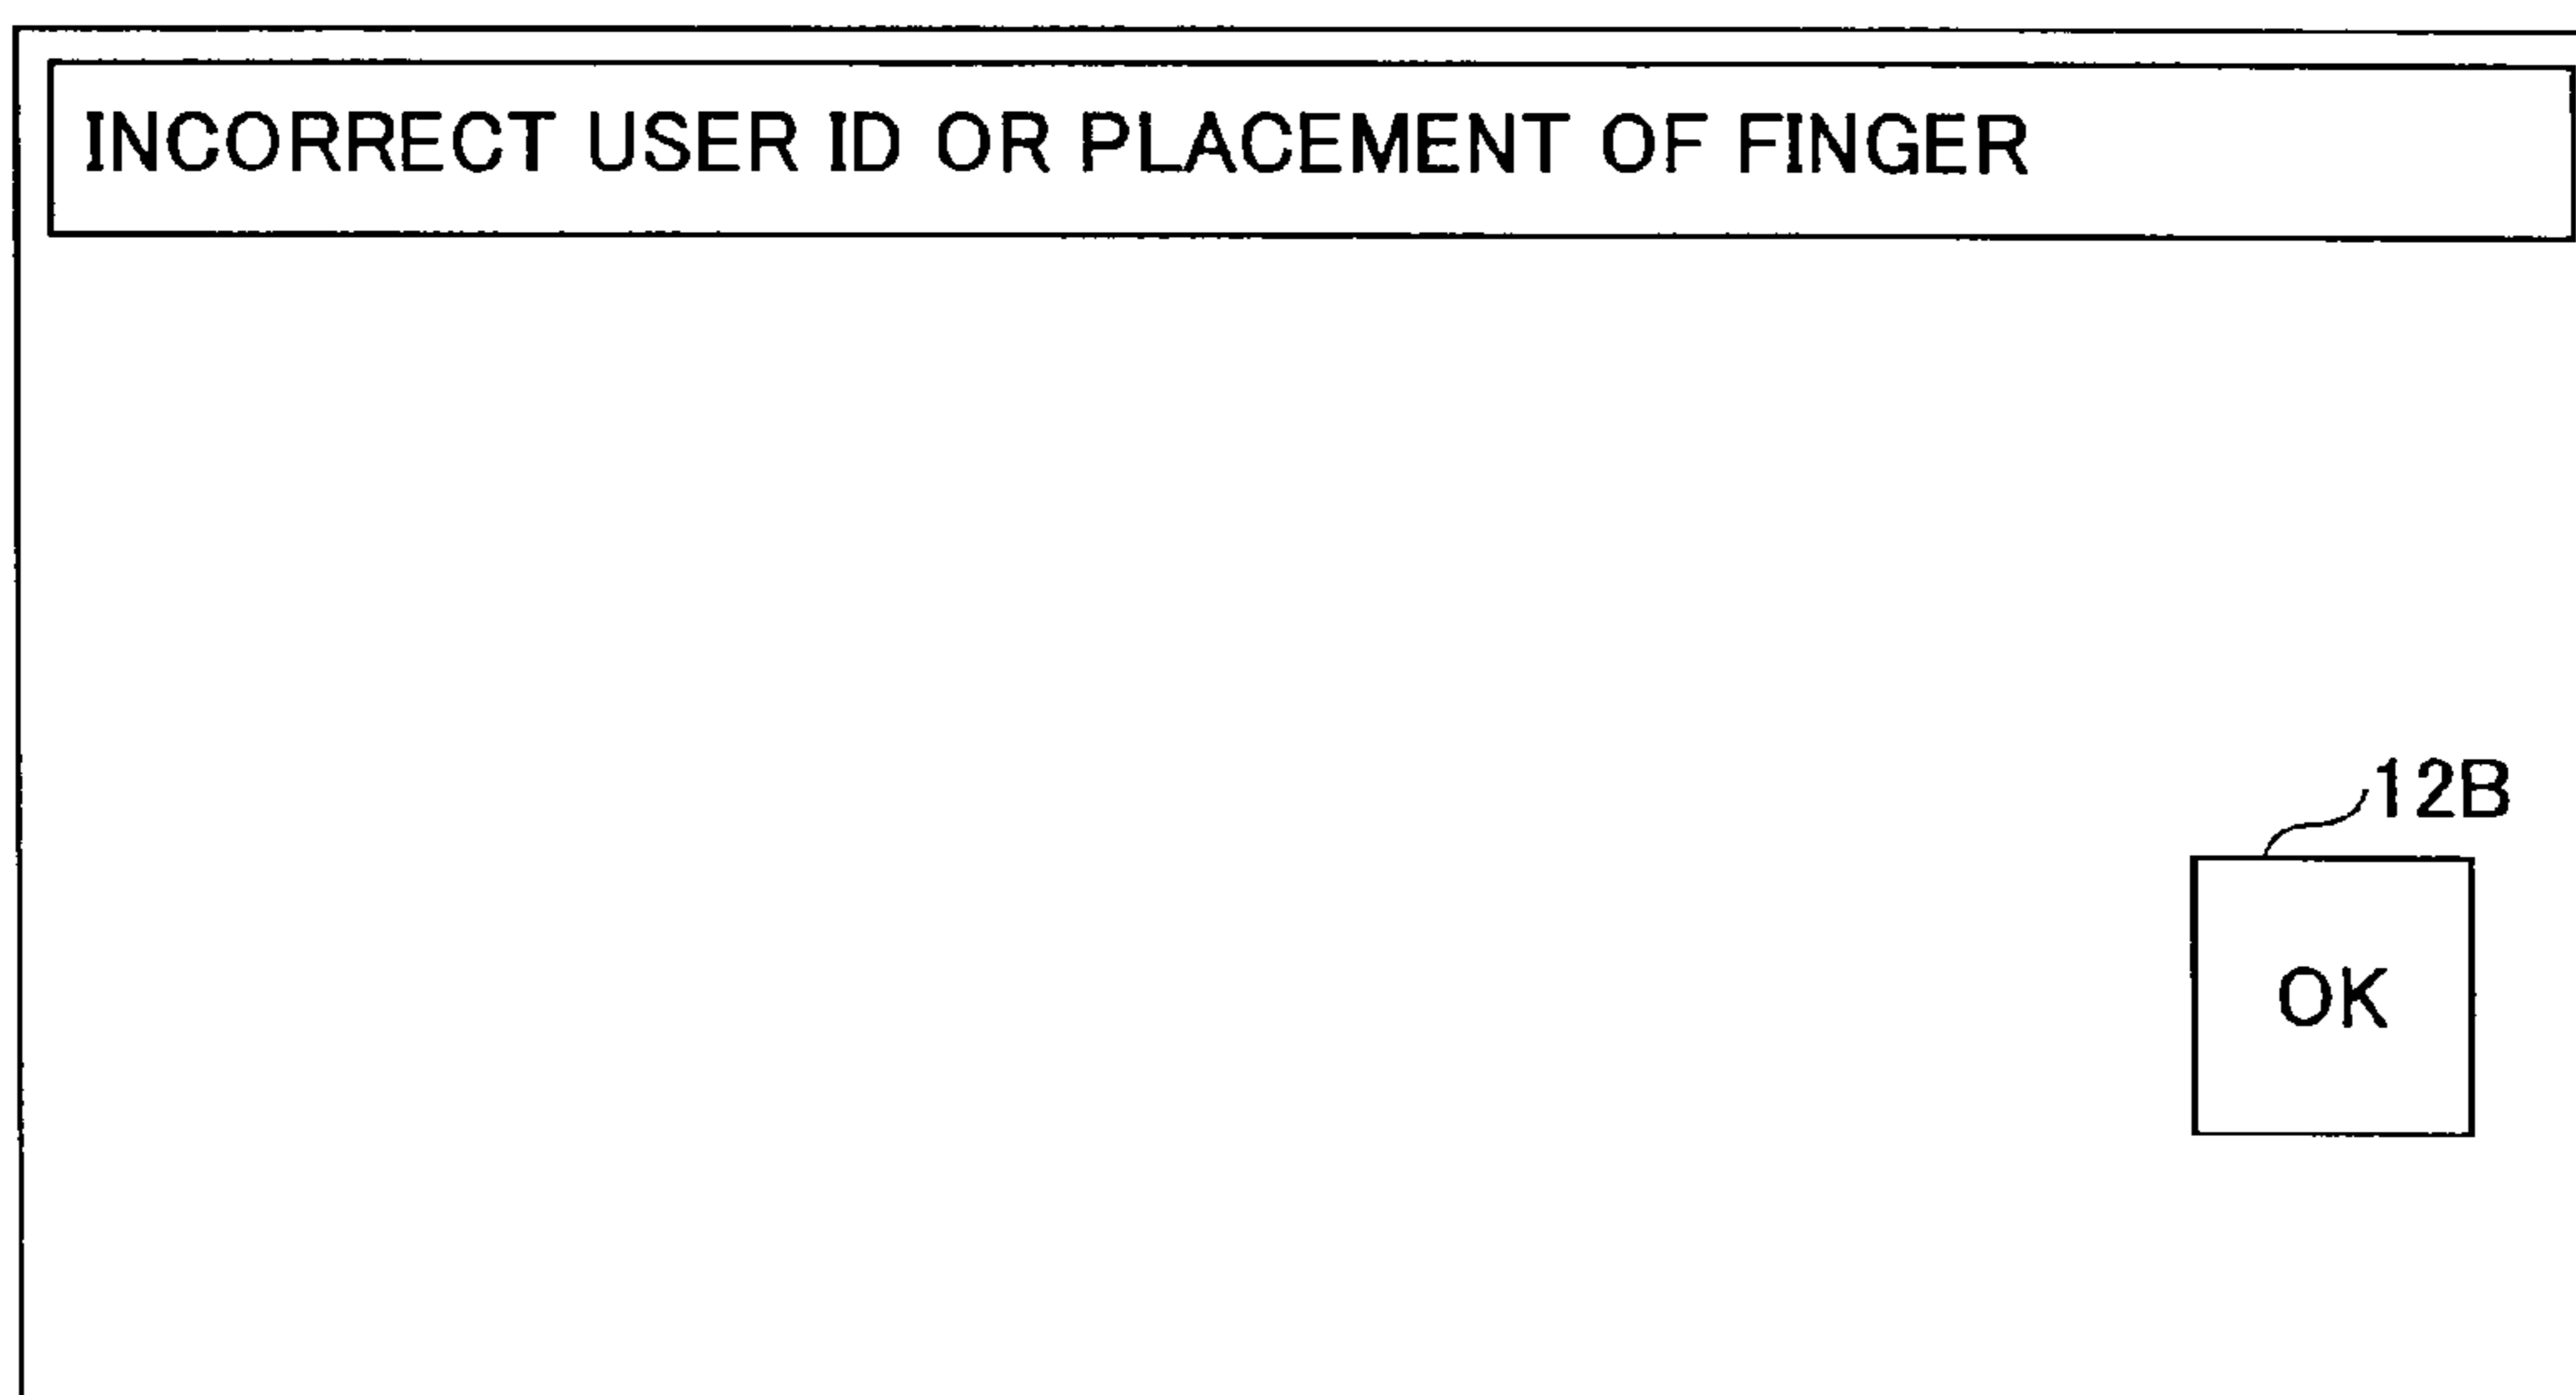 INCORRECT USER ID OR PLACEMENT OF FINGER
12B
OK